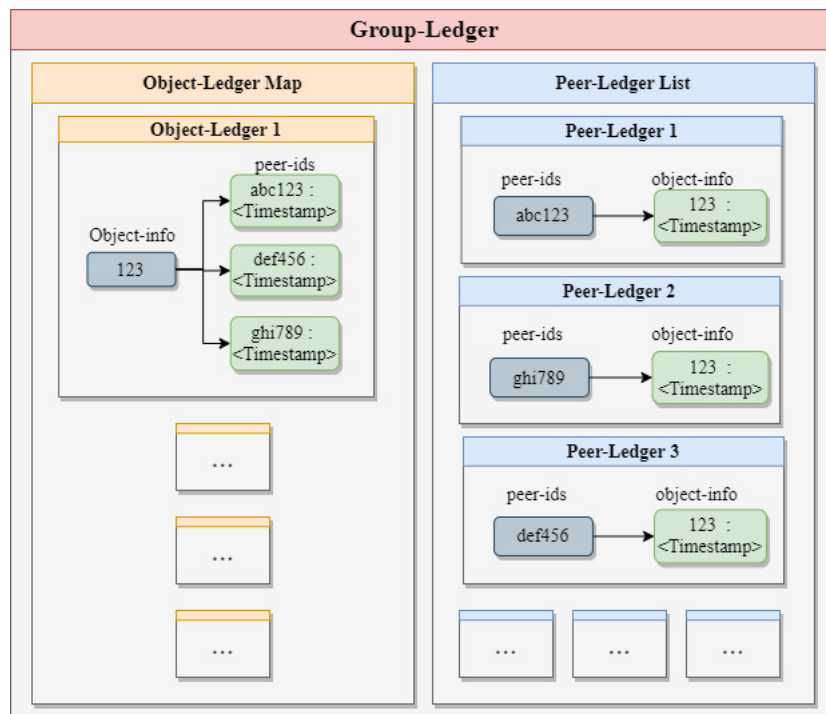 Group-Ledger
Object-Ledger Map
Object-Ledger 1
peer-ids
abc123 :
<Timestamp>
Object-info
123
def456 :
<Timestamp>
ghi789 :
<Timestamp>
...
...
...
Peer-Ledger List
Peer-Ledger 1
peer-ids
object-info
abc123
123 :
<Timestamp>
Peer-Ledger 2
peer-ids
object-info
ghi789
123 :
<Timestamp>
Peer-Ledger 3
peer-ids
object-info
def456
123 :
<Timestamp>
...
...
...